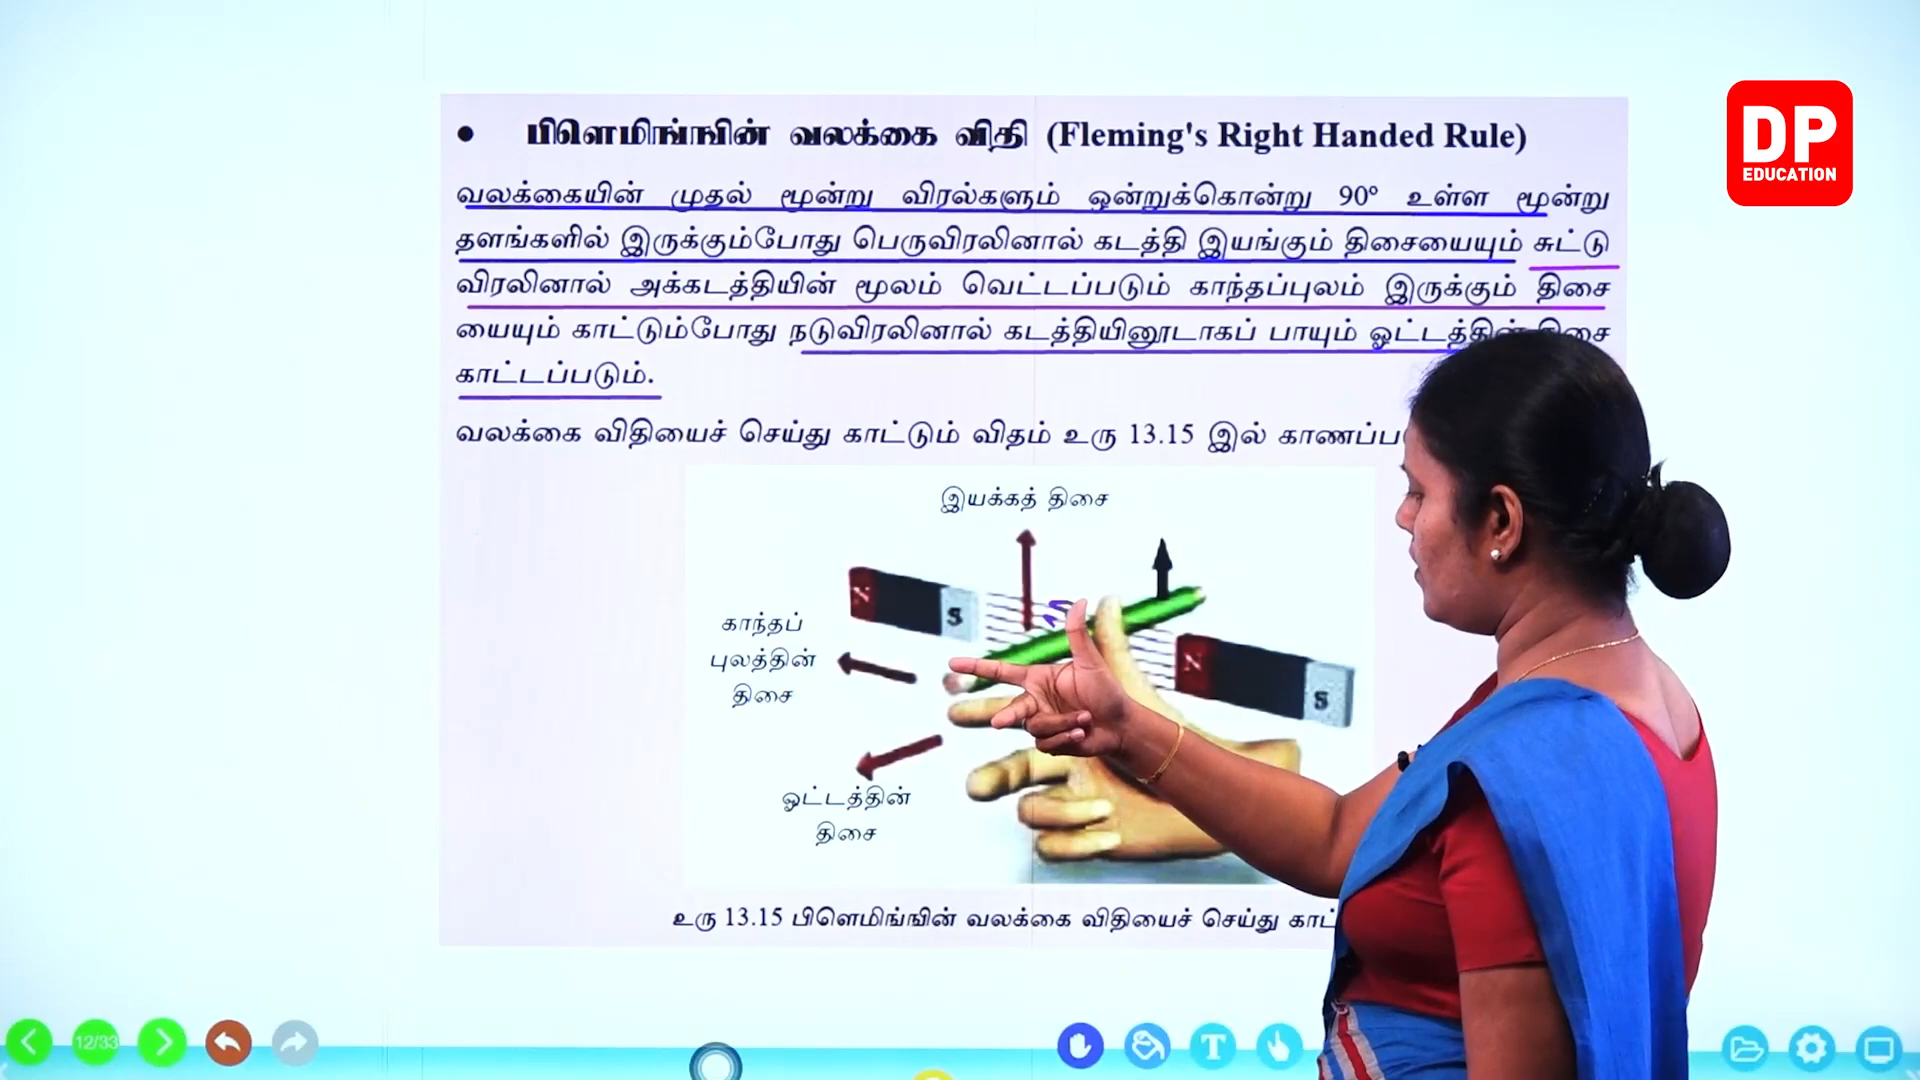 • பிளெமிங்ஙின் வலக்கை விதி (Fleming's Right Handed Rule)
DP
EDUCATION
வலக்கையின் முதல் மூன்று விரல்களும் ஒன்றுக்கொன்று 90° உள்ள மூன்று
தளங்களில் இருக்கும்போது பெருவிரலினால் கடத்தி இயங்கும் திசையையும் சுட்டு
விரலினால் அக்கடத்தியின் மூலம் வெட்டப்படும் காந்தப்புலம் இருக்கும் திசை
யையும் காட்டும்போது நடுவிரலினால் கடத்தியினூடாகப் பாயும் ஓட்டத்தின் திசை
காட்டப்படும்.
வலக்கை விதியைச் செய்து காட்டும் விதம் உரு 13.15 இல்
இயக்கத் திசை
N
S
காந்தப்
புலத்தின்
திசை
N
S
ஓட்டத்தின்
திசை
உரு 13.15 பிளெமிங்ஙின் வலக்கை விதியைச் செய்து
12/33
T